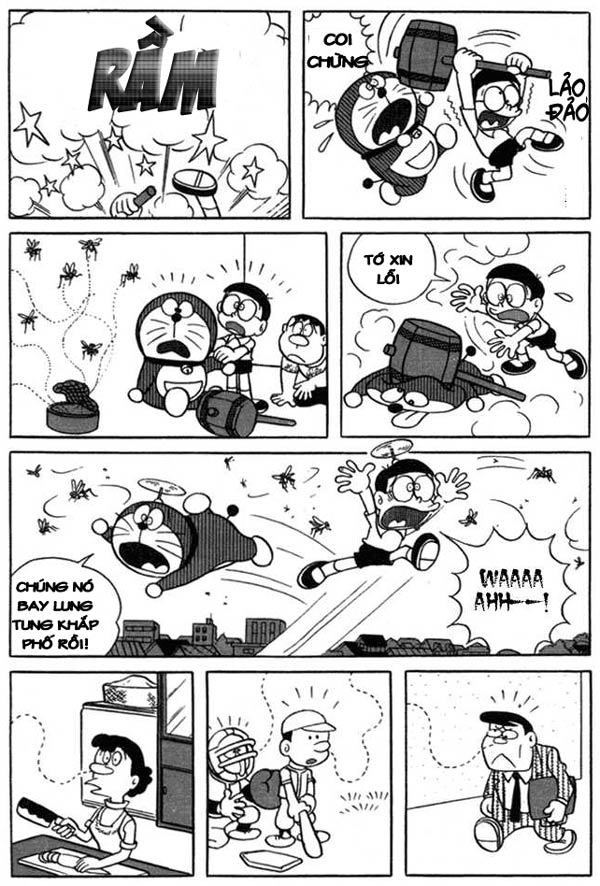 RẦM
COI
CHỪNG
LẢO
ĐẢO
TỚ XIN
LỖI
CHÚNG NÓ
BAY LUNG
TUNG KHẮP
PHỐ RỒI!
WAAAA
AHH---!